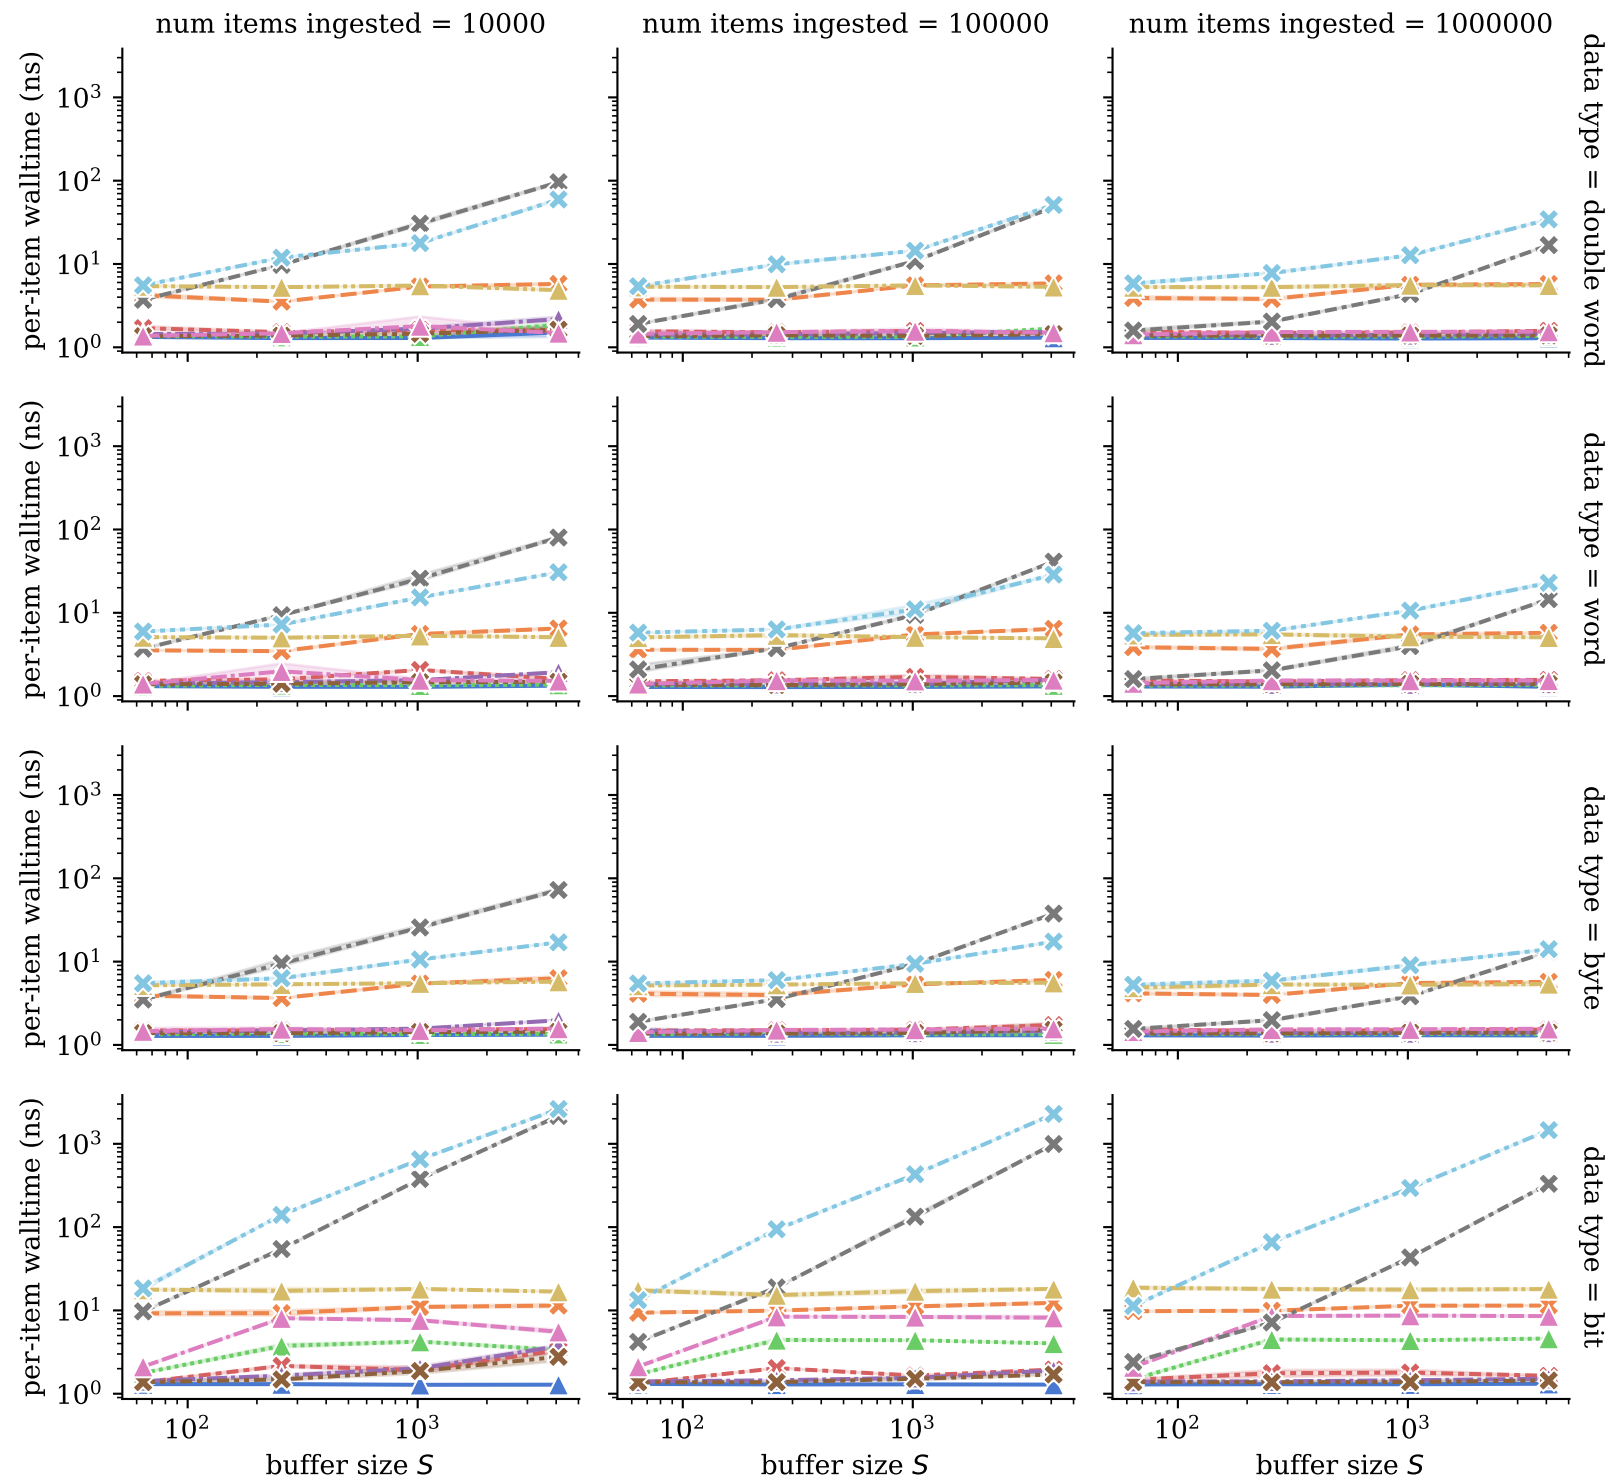 num items ingested = 10000
num items ingested = 100000
num items ingested = 1000000
per-item walltime (ns)
10³
10²
10¹
10⁰
data type = double word
per-item walltime (ns)
10³
10²
10¹
10⁰
data type = word
per-item walltime (ns)
10³
10²
10¹
10⁰
data type = byte
per-item walltime (ns)
10³
10²
10¹
10⁰
data type = bit
10² 10³
10² 10³
10² 10³
buffer size S
buffer size S
buffer size S